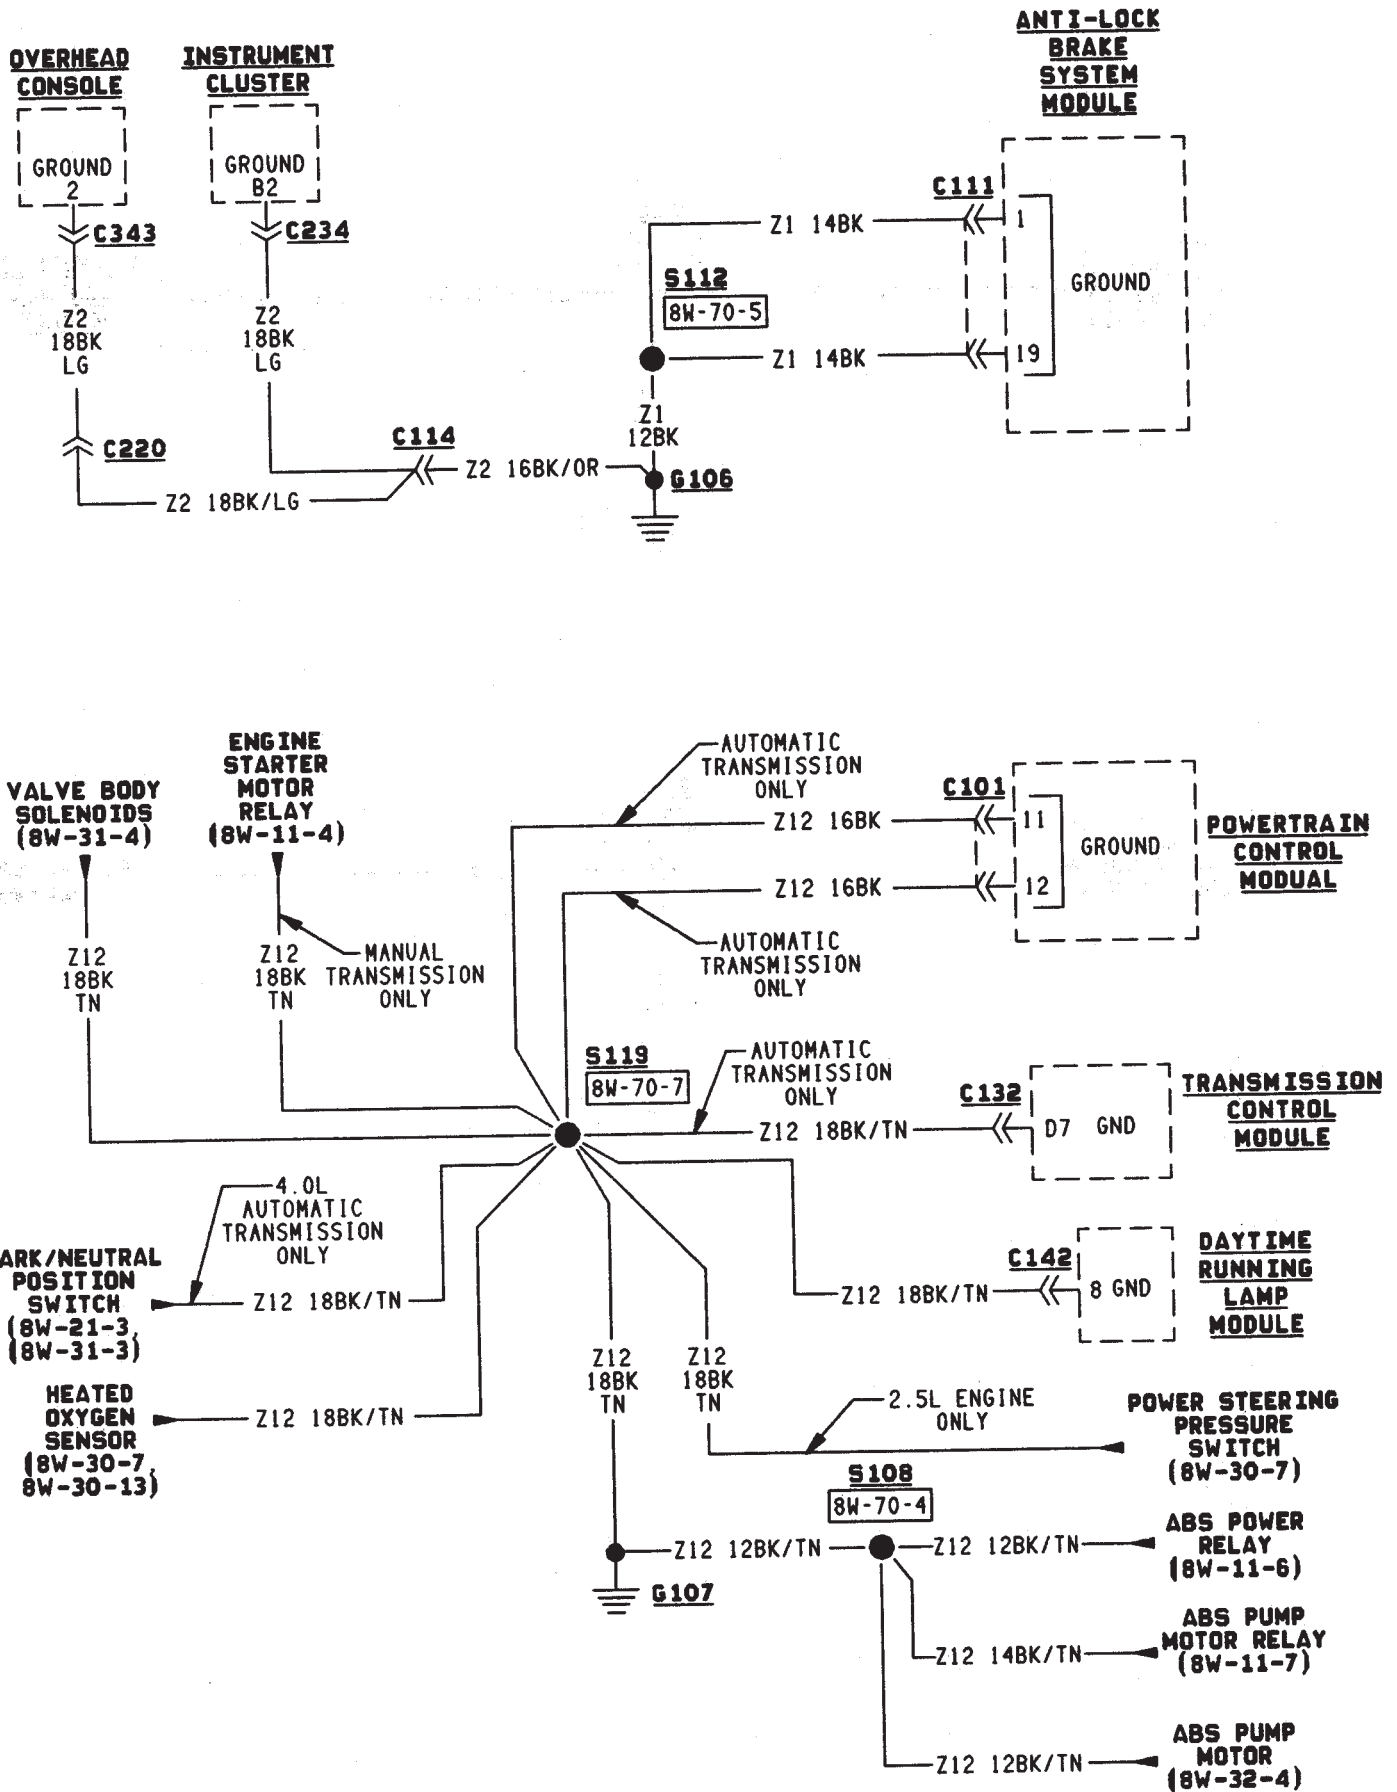 OVERHEAD
CONSOLE
INSTRUMENT
CLUSTER
ANTI-LOCK
BRAKE
SYSTEM
MODULE
GROUND
2
GROUND
B2
C343
C234
C111
Z1 14BK
1
GROUND
S112
8W-70-5
Z2
18BK
LG
Z2
18BK
LG
Z1 14BK
19
Z1
12BK
C220
C114
Z2 16BK/OR
G106
Z2 18BK/LG
VALVE BODY
SOLENOIDS
(8W-31-4)
ENGINE
STARTER
MOTOR
RELAY
(8W-11-4)
AUTOMATIC
TRANSMISSION
ONLY
C101
Z12 16BK
11
GROUND
Z12 16BK
12
POWERTRAIN
CONTROL
MODUAL
Z12
18BK
TN
Z12
18BK
TN
MANUAL
TRANSMISSION
ONLY
AUTOMATIC
TRANSMISSION
ONLY
S119
8W-70-7
AUTOMATIC
TRANSMISSION
ONLY
C132
Z12 18BK/TN
D7 GND
TRANSMISSION
CONTROL
MODULE
4.0L
AUTOMATIC
TRANSMISSION
ONLY
ARK/NEUTRAL
POSITION
SWITCH
(8W-21-3,
(8W-31-3)
Z12 18BK/TN
C142
Z12 18BK/TN
8 GND
DAYTIME
RUNNING
LAMP
MODULE
HEATED
OXYGEN
SENSOR
(8W-30-7,
8W-30-13)
Z12 18BK/TN
Z12
18BK
TN
Z12
18BK
TN
2.5L ENGINE
ONLY
POWER STEERING
PRESSURE
SWITCH
(8W-30-7)
S108
8W-70-4
Z12 12BK/TN
Z12 12BK/TN
ABS POWER
RELAY
(8W-11-6)
G107
Z12 14BK/TN
ABS PUMP
MOTOR RELAY
(8W-11-7)
Z12 12BK/TN
ABS PUMP
MOTOR
(8W-32-4)